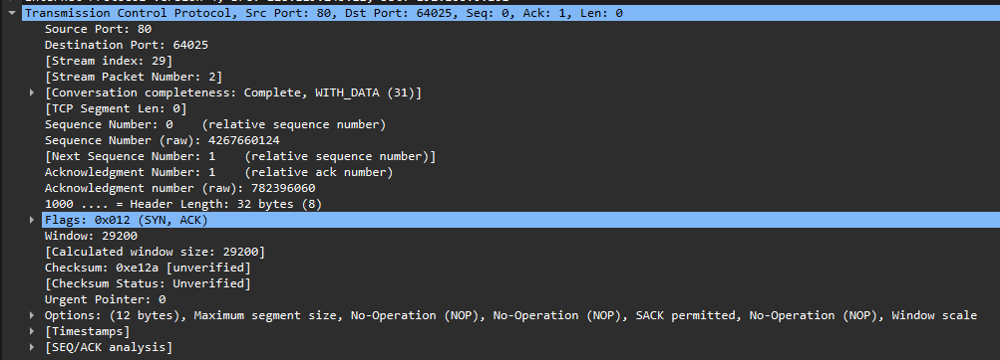 Transmission Control Protocol, Src Port: 80, Dst Port: 64025, Seq: 0, Ack: 1, Len: 0
Source Port: 80
Destination Port: 64025
[Stream index: 29]
[Stream Packet Number: 2]
[Conversation completeness: Complete, WITH_DATA (31)]
[TCP Segment Len: 0]
Sequence Number: 0    (relative sequence number)
Sequence Number (raw): 4267660124
[Next Sequence Number: 1    (relative sequence number)]
Acknowledgment Number: 1    (relative ack number)
Acknowledgment number (raw): 782396060
1000 .... = Header Length: 32 bytes (8)
Flags: 0x012 (SYN, ACK)
Window: 29200
[Calculated window size: 29200]
Checksum: 0xe12a [unverified]
[Checksum Status: Unverified]
Urgent Pointer: 0
Options: (12 bytes), Maximum segment size, No-Operation (NOP), No-Operation (NOP), SACK permitted, No-Operation (NOP), Window scale
[Timestamps]
[SEQ/ACK analysis]